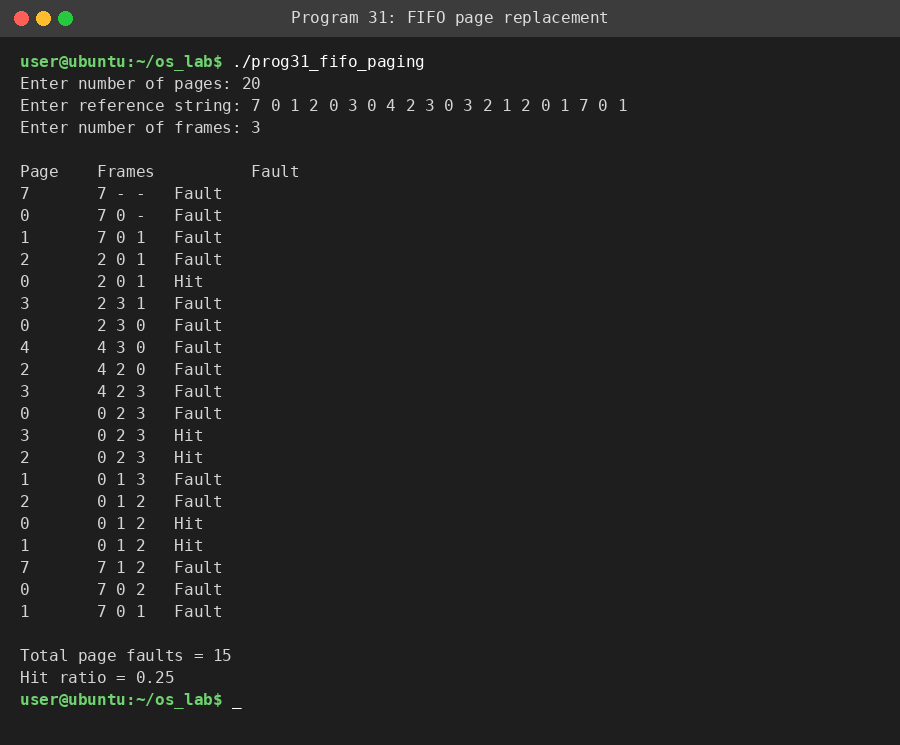 Program 31: FIFO page replacement
user@ubuntu:~/os_lab$ ./prog31_fifo_paging
Enter number of pages: 20
Enter reference string: 7 0 1 2 0 3 0 4 2 3 0 3 2 1 2 0 1 7 0 1
Enter number of frames: 3
Page    Frames          Fault
7       7 - -   Fault
0       7 0 -   Fault
1       7 0 1   Fault
2       2 0 1   Fault
0       2 0 1   Hit
3       2 3 1   Fault
0       2 3 0   Fault
4       4 3 0   Fault
2       4 2 0   Fault
3       4 2 3   Fault
0       0 2 3   Fault
3       0 2 3   Hit
2       0 2 3   Hit
1       0 1 3   Fault
2       0 1 2   Fault
0       0 1 2   Hit
1       0 1 2   Hit
7       7 1 2   Fault
0       7 0 2   Fault
1       7 0 1   Fault
Total page faults = 15
Hit ratio = 0.25
user@ubuntu:~/os_lab$ _